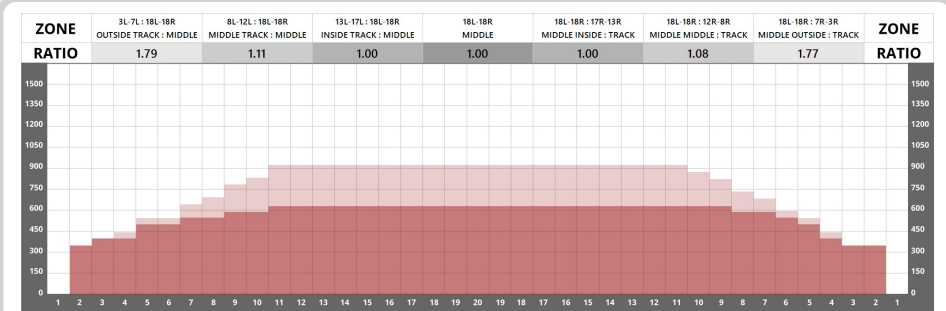 ZONE 3L-7L : 18L-18R 8L-12L : 18L-18R 13L-17L : 18L-18R 18L-18R 18L-18R : 17R-13R 18L-18R : 12R-8R 18L-18R : 7R-3R ZONE
OUTSIDE TRACK : MIDDLE MIDDLE TRACK : MIDDLE INSIDE TRACK : MIDDLE MIDDLE MIDDLE INSIDE : TRACK MIDDLE MIDDLE : TRACK MIDDLE OUTSIDE : TRACK
RATIO 1.79 1.11 1.00 1.00 1.00 1.08 1.77 RATIO
1500 1500
1350 1350
1200 1200
1050 1050
900 900
750 750
600 600
450 450
300 300
150 150
0 0
1 2 3 4 5 6 7 8 9 10 11 12 13 14 15 16 17 18 19 20 19 18 17 16 15 14 13 12 11 10 9 8 7 6 5 4 3 2 1